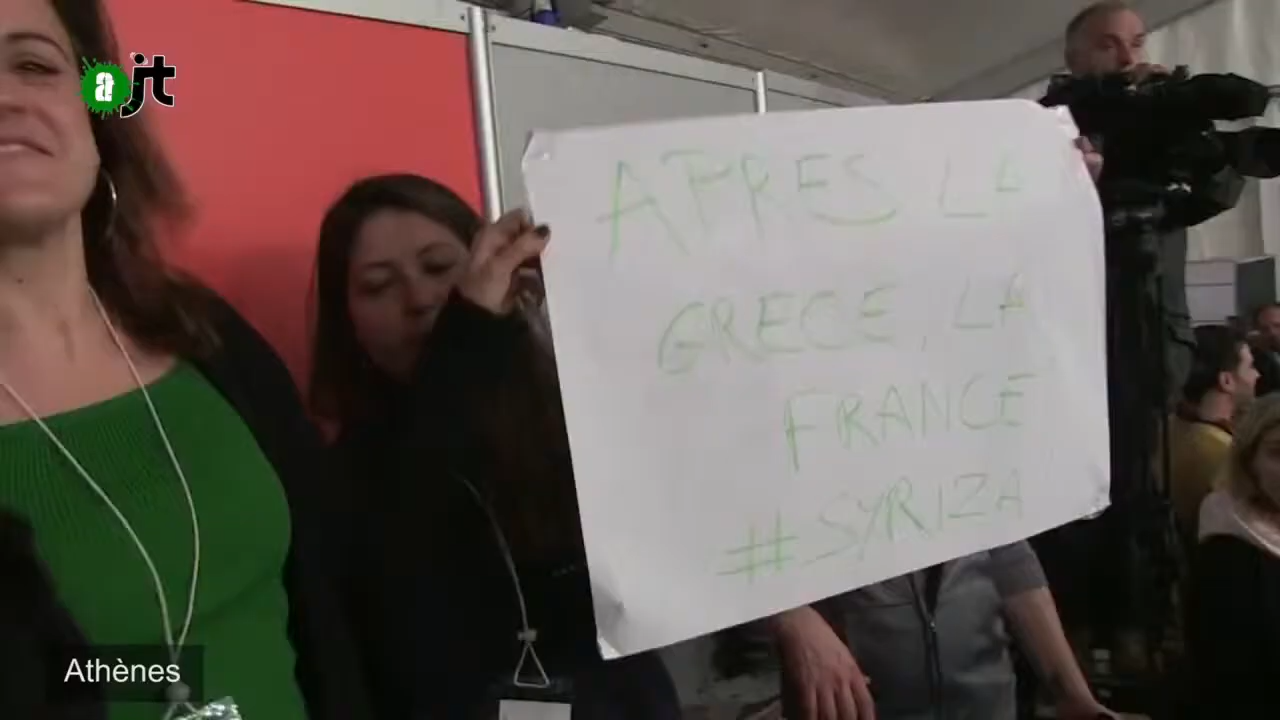 ajt
APRES LA
GRECE, LA
FRANCE
#SYRIZA
Athènes